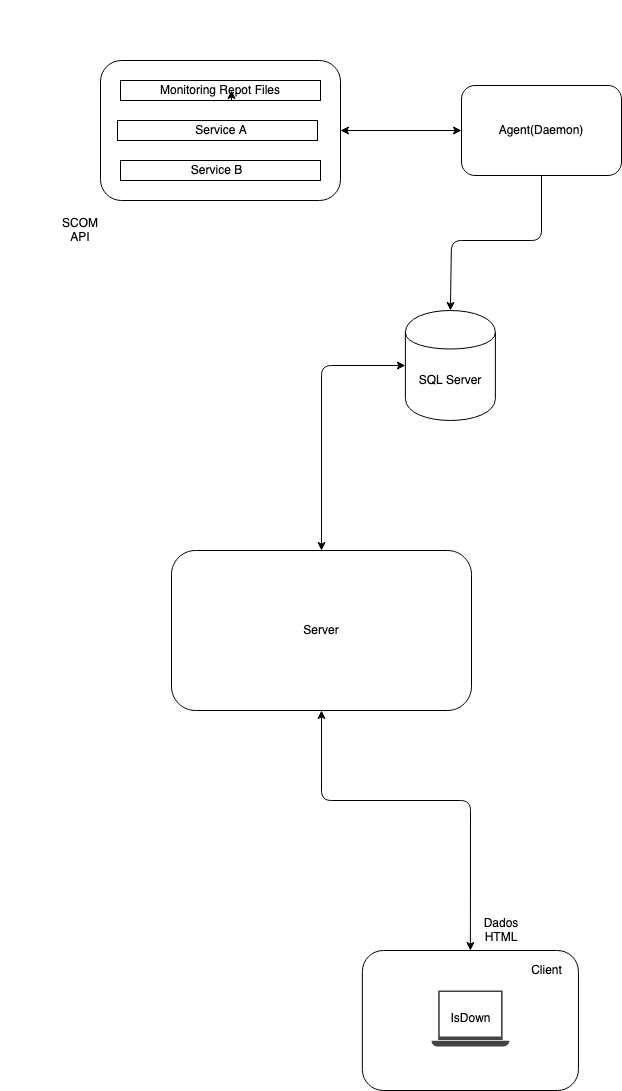 Monitoring Repot Files
Service A
Service B
Agent(Daemon)
SCOM
API
SQL Server
Server
Dados
HTML
Client
IsDown